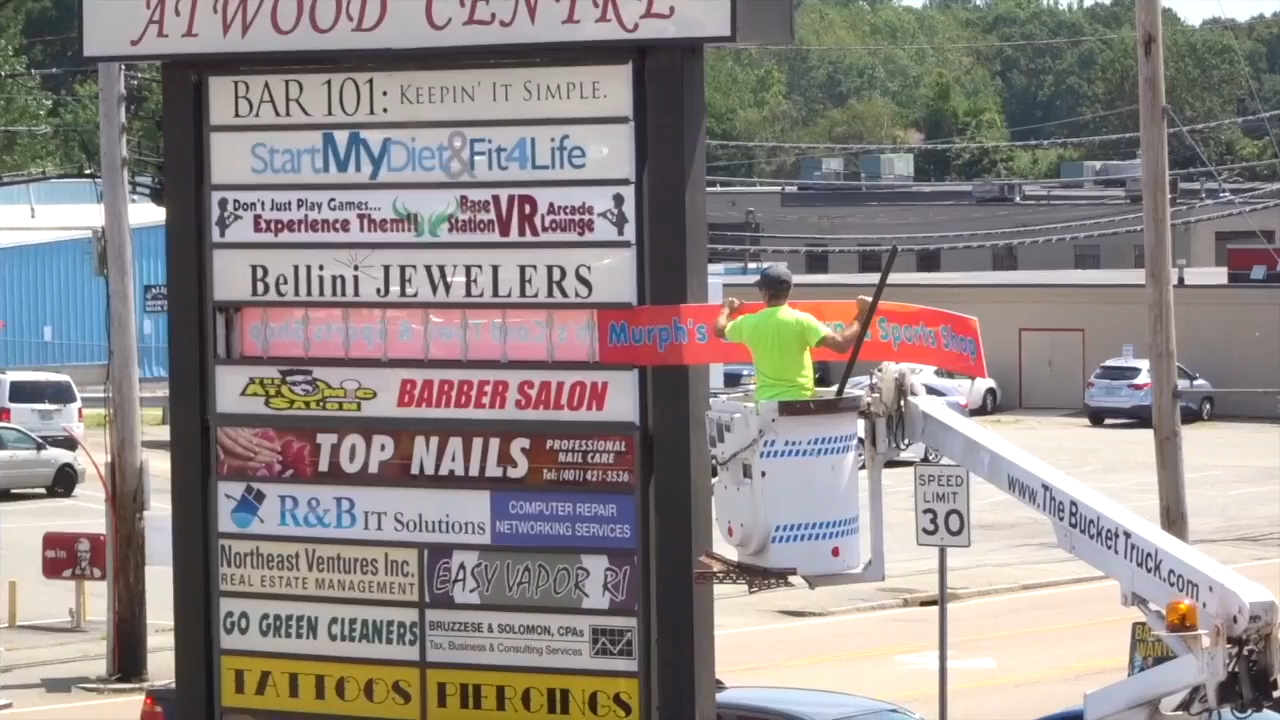 ATWOOD CENTRE
BAR 101: KEEPIN' IT SIMPLE.
StartMyDiet&Fit4Life
Don't Just Play Games...
Experience Them!!
Base Station VR Arcade Lounge
Bellini JEWELERS
Murph's
Sports Shop
THE ATOMIC SALON
BARBER SALON
TOP NAILS
PROFESSIONAL
NAIL CARE
Tel: (401) 421-3536
R&B IT Solutions
COMPUTER REPAIR
NETWORKING SERVICES
Northeast Ventures Inc.
REAL ESTATE MANAGEMENT
EASY VAPOR RI
GO GREEN CLEANERS
BRUZZESE & SOLOMON, CPAs
Tax, Business & Consulting Services
TATTOOS
PIERCINGS
SPEED
LIMIT
30
www.The Bucket Truck.com